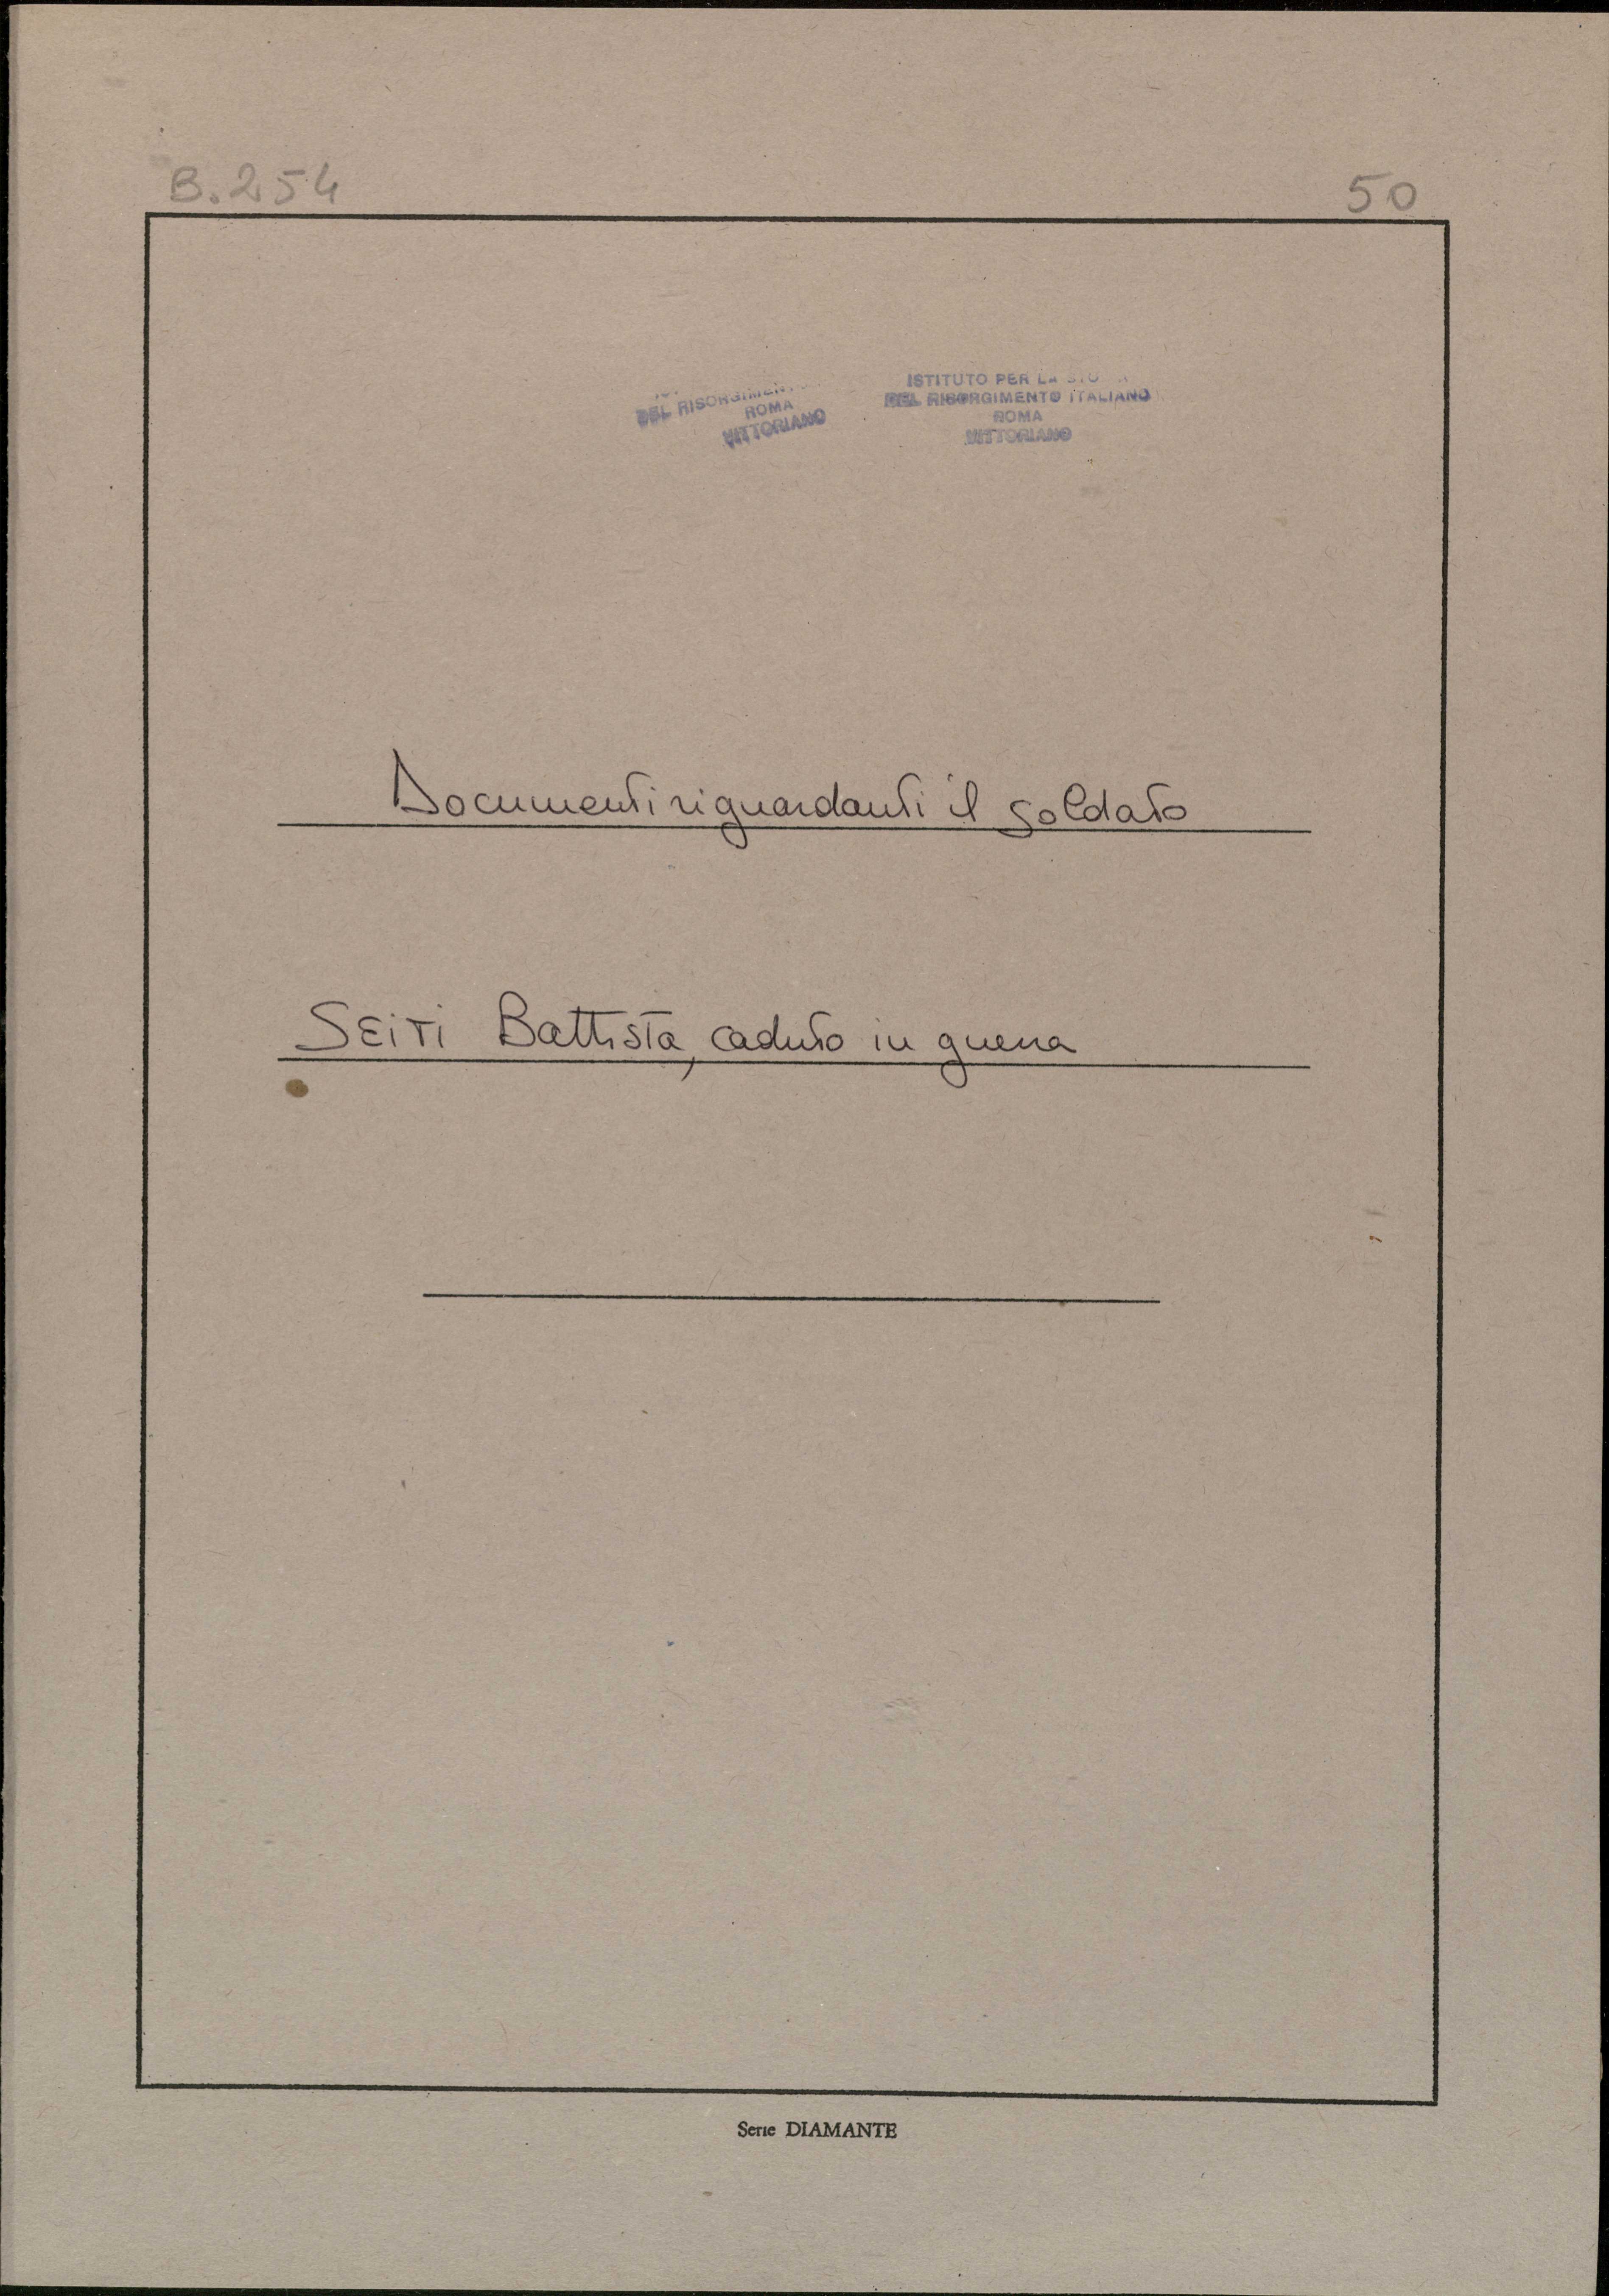 B.254
50
DEL RISORGIMENTO
ROMA
VITTORIANO
ISTITUTO PER LA
DEL RISORGIMENTO ITALIANO
ROMA
VITTORIANO
Documenti riguardanti il soldato
SEITI Battista, caduto in guerra
Serie DIAMANTE